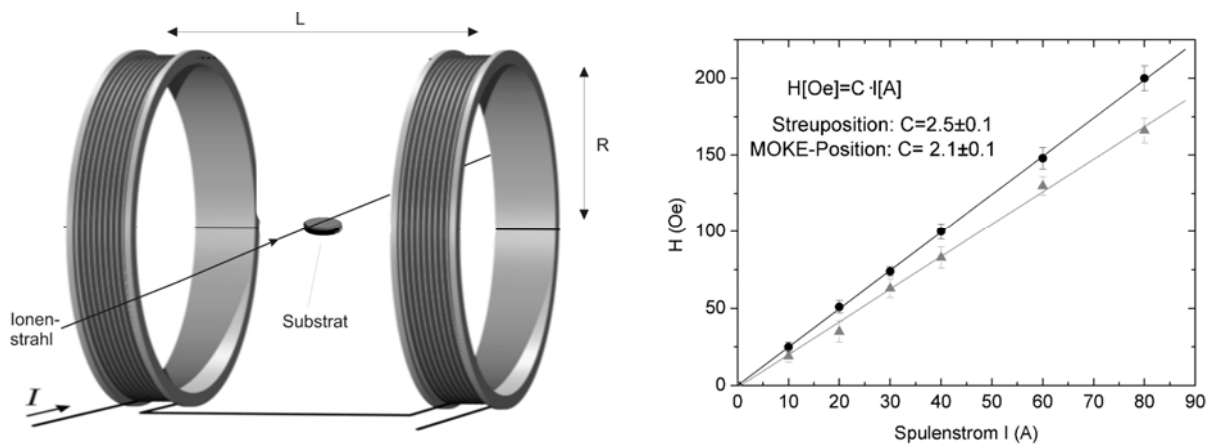 L
R
Ionen-
strahl
Substrat
I
H[Oe]=C·I[A]
Streuposition: C=2.5±0.1
MOKE-Position: C= 2.1±0.1
H (Oe)
200
150
100
50
0
0 10 20 30 40 50 60 70 80 90
Spulenstrom I (A)